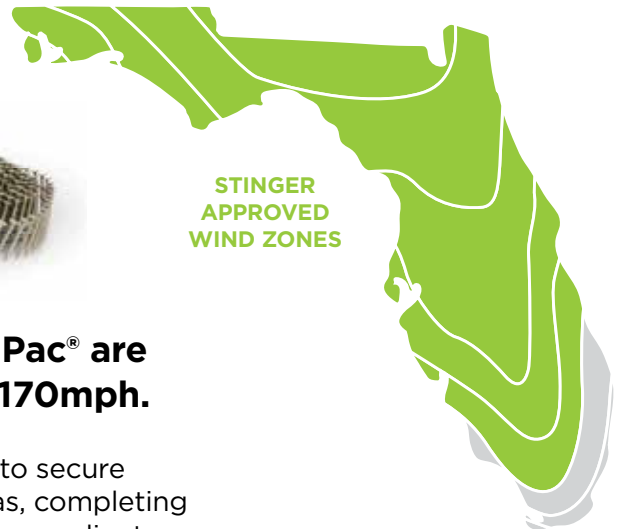 STINGER
APPROVED
WIND ZONES
Pac® are
170mph.
to secure
as, completing